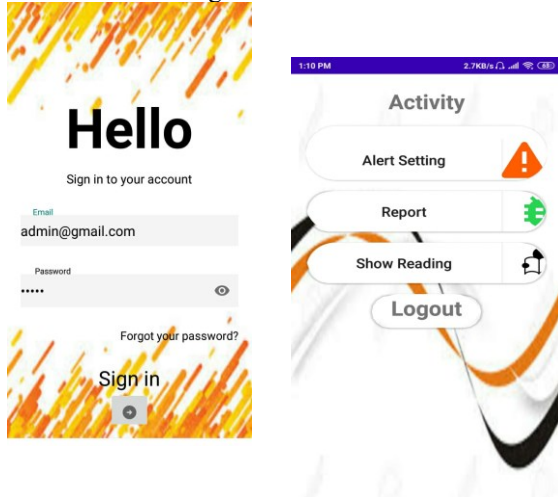 Hello
Sign in to your account
Email
admin@gmail.com
Password
•••••
Forgot your password?
Sign in
1:10 PM 2.7KB/s 48
Activity
Alert Setting
Report
Show Reading
Logout